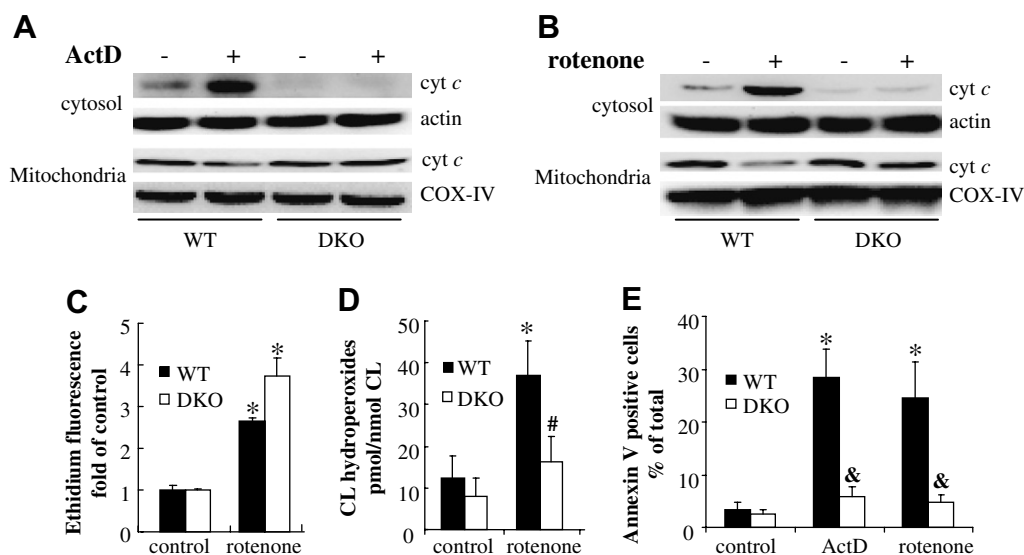 A
ActD - + - +
cytosol
cyt c
actin
Mitochondria
cyt c
COX-IV
WT DKO
B
rotenone - + - +
cytosol
cyt c
actin
Mitochondria
cyt c
COX-IV
WT DKO
C
Ethidium fluorescence
fold of control
5
4
3
2
1
0
WT
DKO
*
*
control rotenone
D
CL hydroperoxides
pmol/nmol CL
50
40
30
20
10
0
WT
DKO
*
#
control rotenone
E
Annexin V positive cells
% of total
40
30
20
10
0
WT
DKO
*
&
*
&
control ActD rotenone